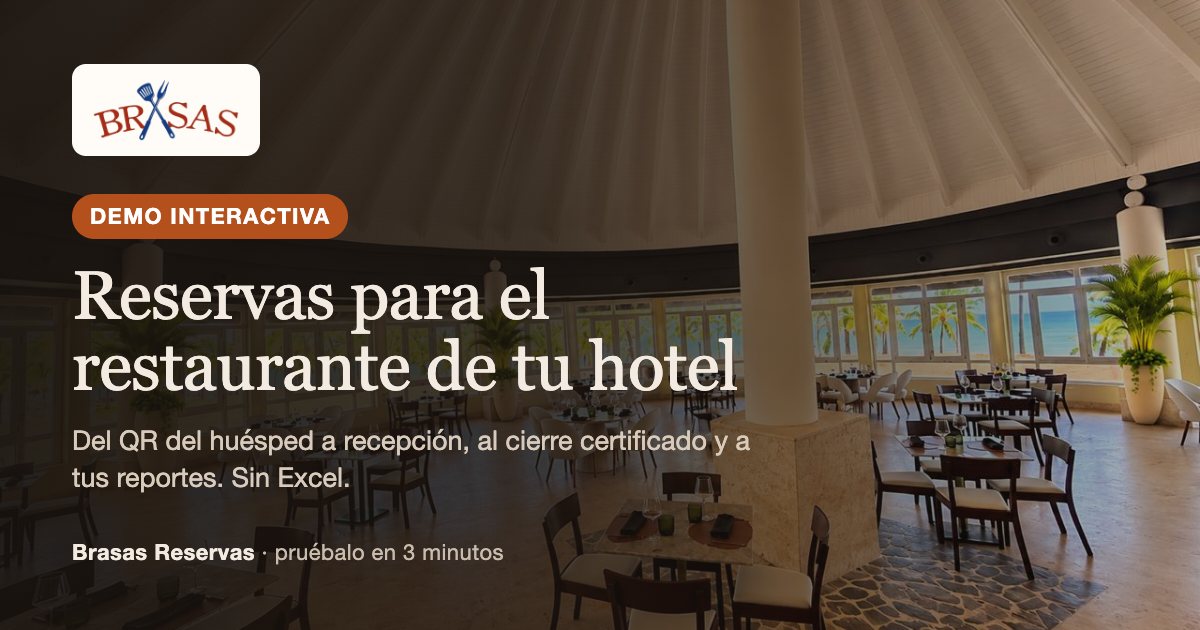 BRASAS
DEMO INTERACTIVA
Reservas para el
restaurante de tu hotel
Del QR del huésped a recepción, al cierre certificado y a
tus reportes. Sin Excel.
Brasas Reservas · pruébalo en 3 minutos